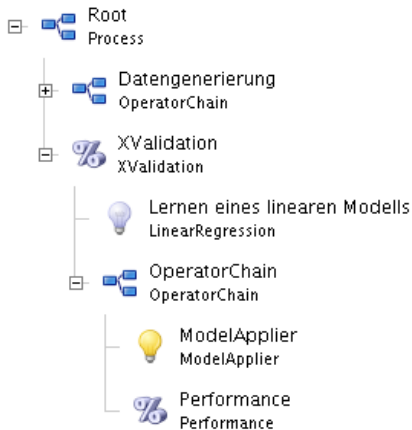 Root
Process
Datengenerierung
OperatorChain
XValidation
XValidation
Lernen eines linearen Modells
LinearRegression
OperatorChain
OperatorChain
ModelApplier
ModelApplier
Performance
Performance